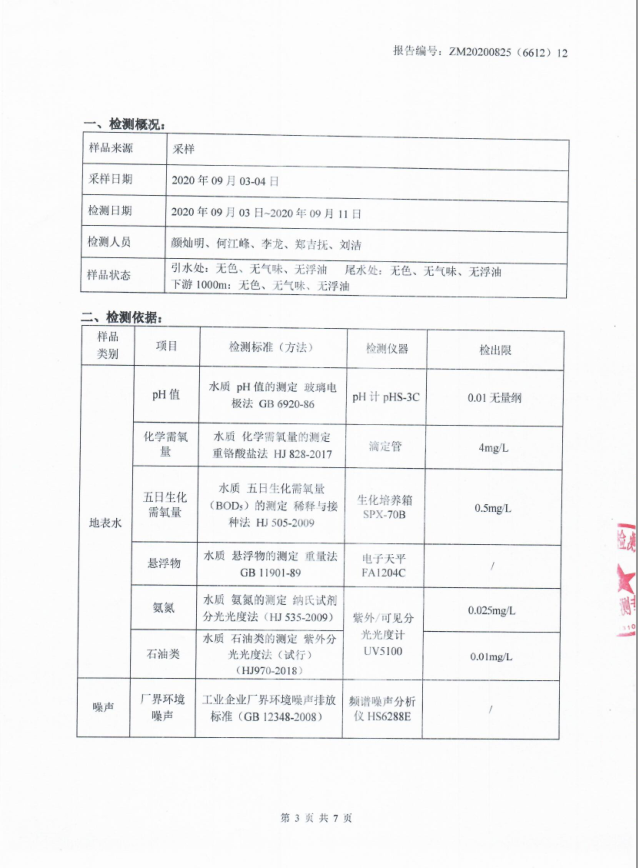 报告编号：ZM20200825（6612）12
一、检测概况：
样品来源 采样
采样日期 2020 年 09 月 03-04 日
检测日期 2020 年 09 月 03 日~2020 年 09 月 11 日
检测人员 颜灿明、何江峰、李龙、郑吉抚、刘洁
样品状态 引水处：无色、无气味、无浮油 尾水处：无色、无气味、无浮油
下游 1000m：无色、无气味、无浮油
二、检测依据：
样品
类别 项目 检测标准（方法） 检测仪器 检出限
地表水
pH 值 水质 pH 值的测定 玻璃电
极法 GB 6920-86 pH 计 pHS-3C 0.01 无量纲
化学需氧
量 水质 化学需氧量的测定
重铬酸盐法 HJ 828-2017 滴定管 4mg/L
五日生化
需氧量 水质 五日生化需氧量
（BOD₅）的测定 稀释与接
种法 HJ 505-2009 生化培养箱
SPX-70B 0.5mg/L
悬浮物 水质 悬浮物的测定 重量法
GB 11901-89 电子天平
FA1204C /
氨氮 水质 氨氮的测定 纳氏试剂
分光光度法（HJ 535-2009） 紫外/可见分
光光度计
UV5100 0.025mg/L
石油类 水质 石油类的测定 紫外分
光光度法（试行）
（HJ970-2018） 0.01mg/L
噪声 厂界环境
噪声 工业企业厂界环境噪声排放
标准（GB 12348-2008） 频谱噪声分析
仪 HS6288E /
第 3 页 共 7 页